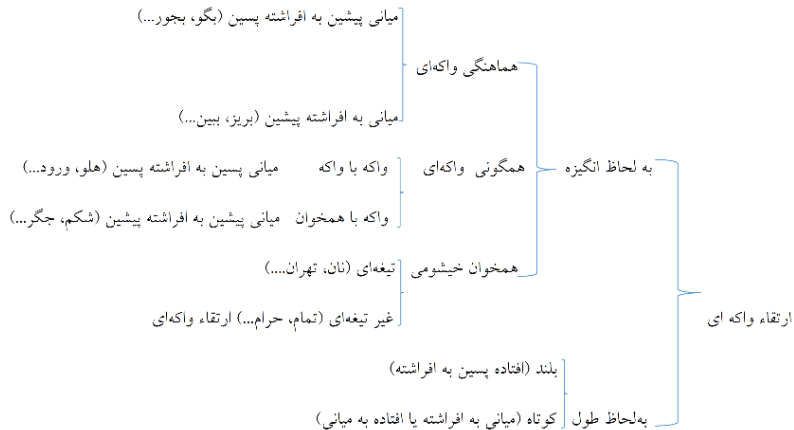 میانی پیشین به افراشته پسین (بگو، بجور...)
هماهنگی واکه‌ای
میانی به افراشته پیشین (بریز، ببین...)
به لحاظ انگیزه
همگونی واکه‌ای
واکه با واکه میانی پسین به افراشته پسین (هلو، ورود...)
واکه با همخوان میانی پیشین به افراشته پیشین (شکم، جگر...)
همخوان خیشومی
تیغه‌ای (نان، تهران....)
ارتقاء واکه ای
غیر تیغه‌ای (تمام، حرام...) ارتقاء واکه‌ای
بلند (افتاده پسین به افراشته)
به‌لحاظ طول
کوتاه (میانی به افراشته یا افتاده به میانی)